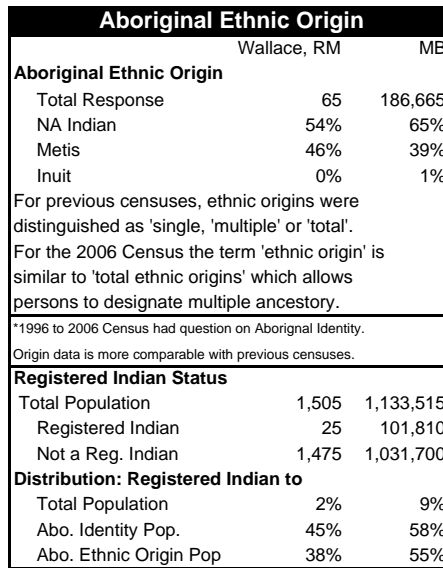 Aboriginal Ethnic Origin
Wallace, RM MB
Aboriginal Ethnic Origin
Total Response 65 186,665
NA Indian 54% 65%
Metis 46% 39%
Inuit 0% 1%
For previous censuses, ethnic origins were
distinguished as 'single, 'multiple' or 'total'.
For the 2006 Census the term 'ethnic origin' is
similar to 'total ethnic origins' which allows
persons to designate multiple ancestory.
*1996 to 2006 Census had question on Aborignal Identity.
Origin data is more comparable with previous censuses.
Registered Indian Status
Total Population 1,505 1,133,515
Registered Indian 25 101,810
Not a Reg. Indian 1,475 1,031,700
Distribution: Registered Indian to
Total Population 2% 9%
Abo. Identity Pop. 45% 58%
Abo. Ethnic Origin Pop 38% 55%